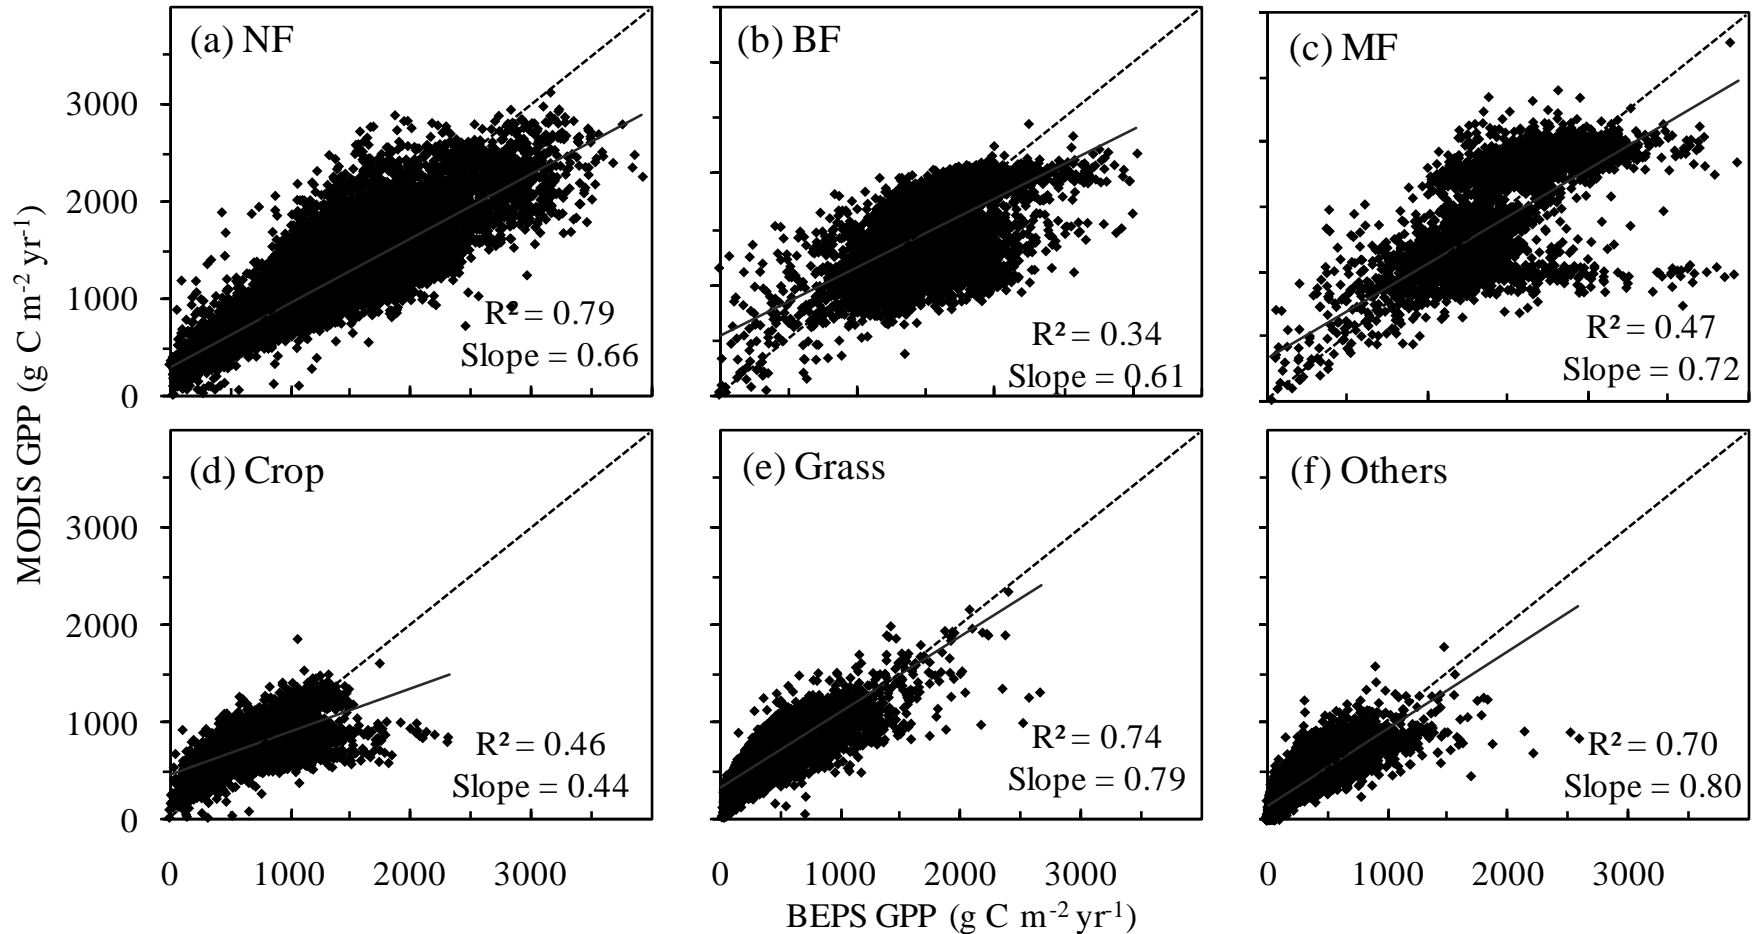 (a) NF
R² = 0.79
Slope = 0.66
(b) BF
R² = 0.34
Slope = 0.61
(c) MF
R² = 0.47
Slope = 0.72
3000
2000
1000
0
MODIS GPP (g C m⁻² yr⁻¹)
(d) Crop
R² = 0.46
Slope = 0.44
(e) Grass
R² = 0.74
Slope = 0.79
(f) Others
R² = 0.70
Slope = 0.80
3000
2000
1000
0
0 1000 2000 3000
0 1000 2000 3000
0 1000 2000 3000
BEPS GPP (g C m⁻² yr⁻¹)